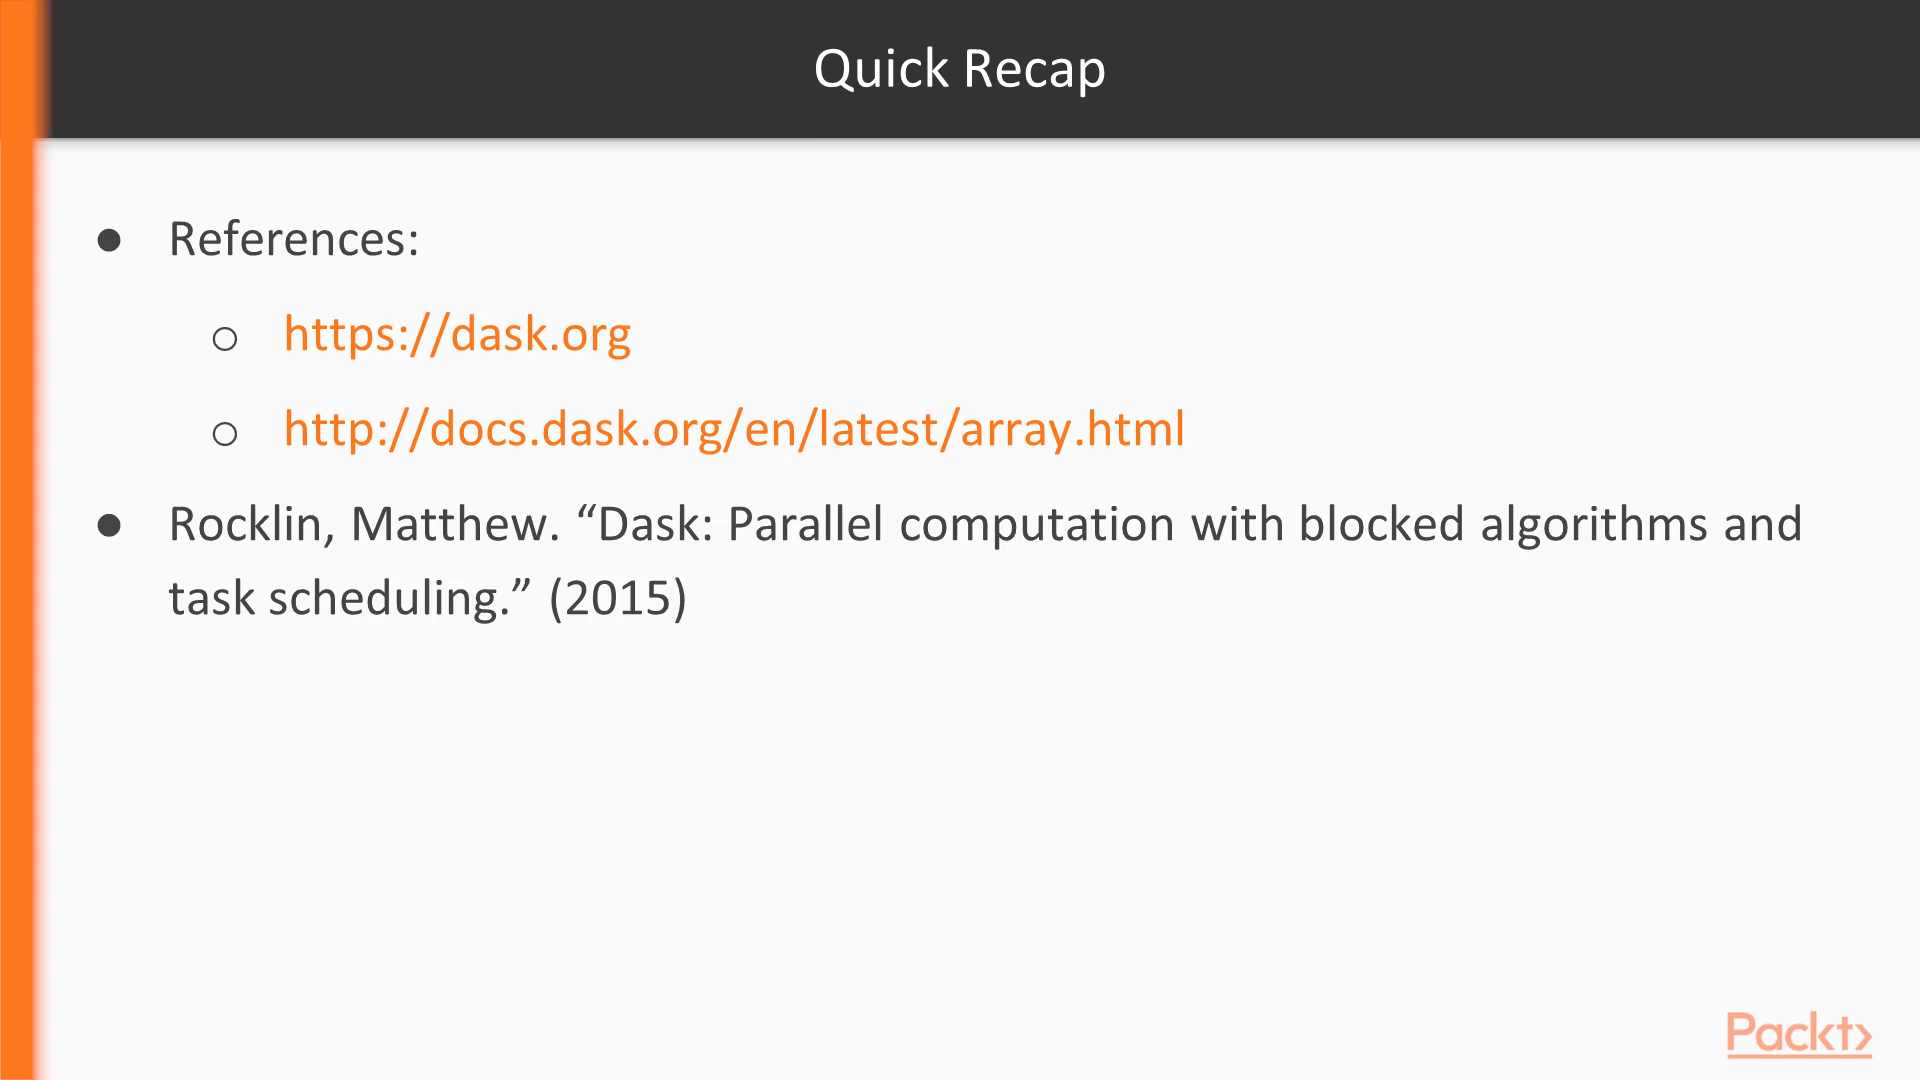 Quick Recap
● References:
○ https://dask.org
○ http://docs.dask.org/en/latest/array.html
● Rocklin, Matthew. “Dask: Parallel computation with blocked algorithms and
task scheduling.” (2015)
Packt>